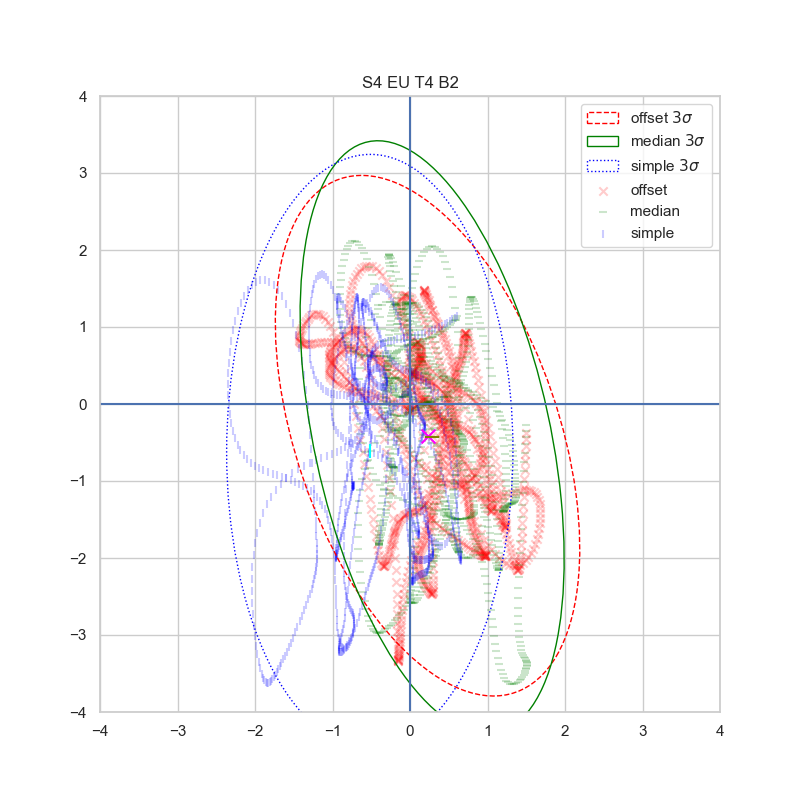 S4 EU T4 B2
offset 3σ
median 3σ
simple 3σ
offset
median
simple
4
3
2
1
0
−1
−2
−3
−4
−4 −3 −2 −1 0 1 2 3 4